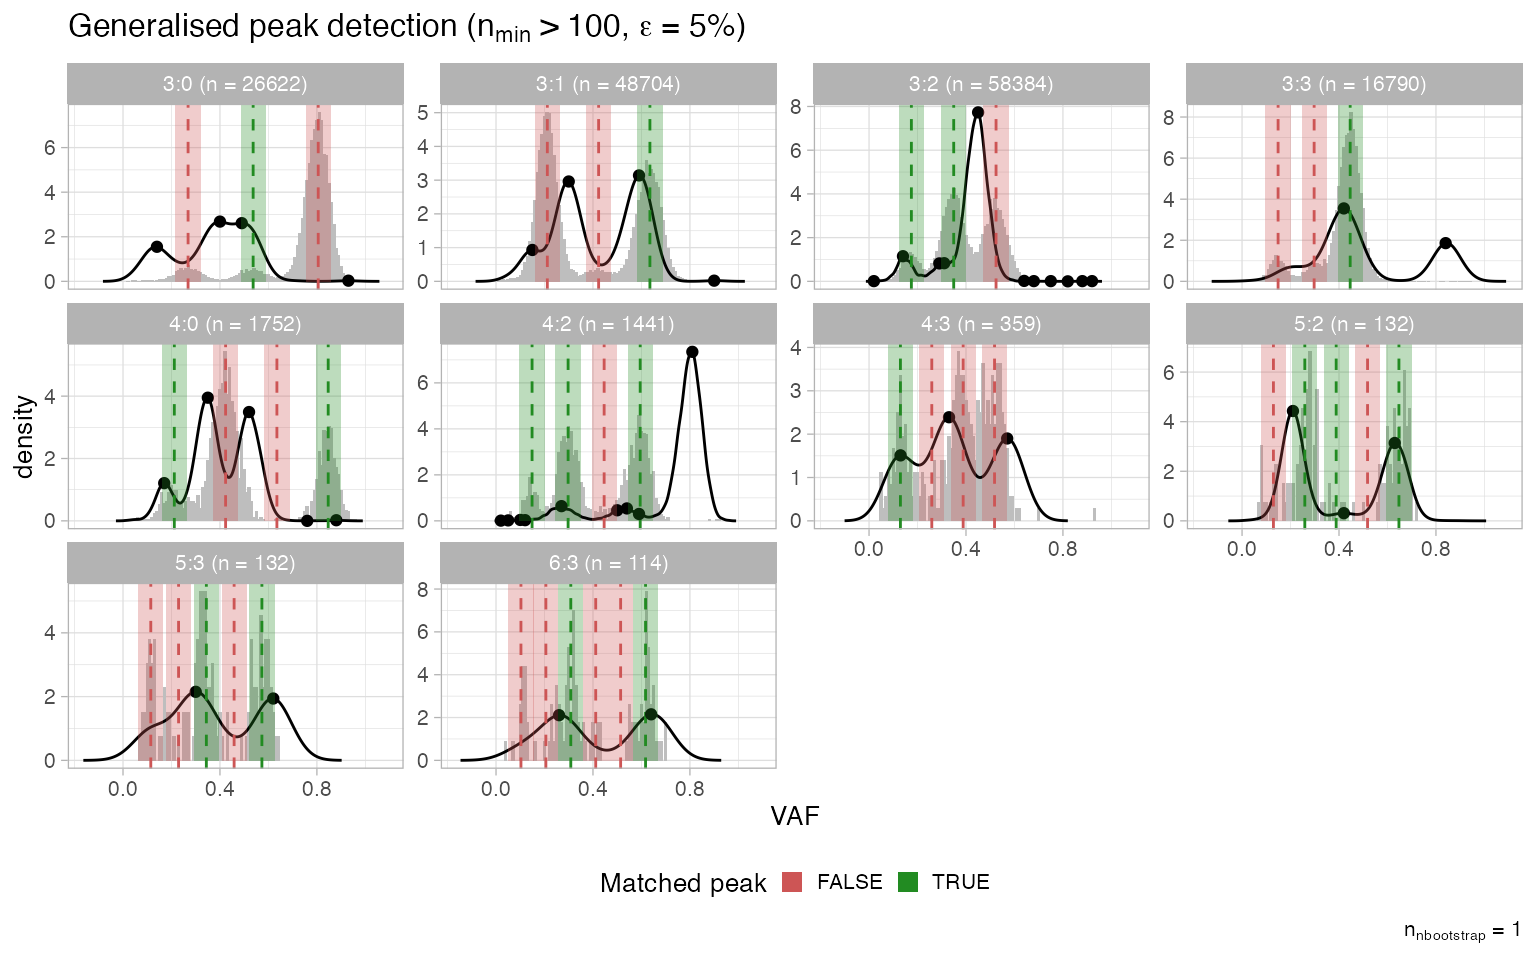 Generalised peak detection (nmin > 100, ε = 5%)
3:0 (n = 26622)
3:1 (n = 48704)
3:2 (n = 58384)
3:3 (n = 16790)
0 2 4 6
0 1 2 3 4 5
0 2 4 6 8
0 2 4 6 8
4:0 (n = 1752)
4:2 (n = 1441)
4:3 (n = 359)
5:2 (n = 132)
0 2 4
0 2 4 6
0 1 2 3 4
0 2 4 6
0.0 0.4 0.8
0.0 0.4 0.8
5:3 (n = 132)
6:3 (n = 114)
0 2 4
0 2 4 6 8
0.0 0.4 0.8
0.0 0.4 0.8
density
VAF
Matched peak FALSE TRUE
nnbootstrap = 1